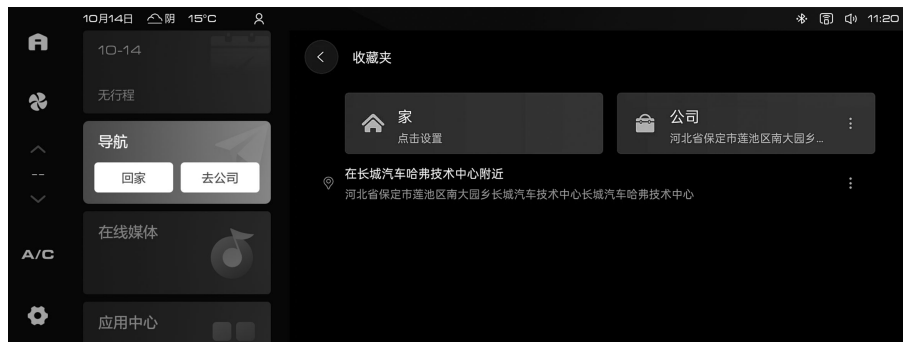 10月14日 阴 15°C
11:20
10-14
无行程
导航
回家 去公司
在线媒体
应用中心
--
A/C
收藏夹
家
点击设置
公司
河北省保定市莲池区南大园乡...
在长城汽车哈弗技术中心附近
河北省保定市莲池区南大园乡长城汽车技术中心长城汽车哈弗技术中心